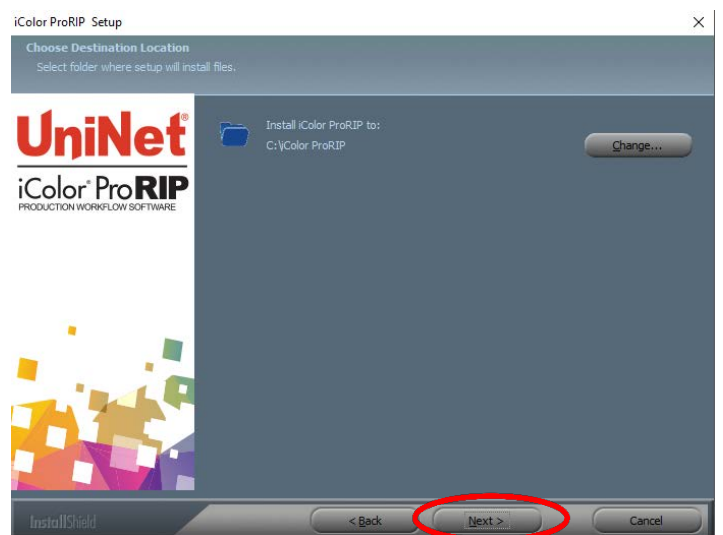 iColor ProRIP Setup
Choose Destination Location
Select folder where setup will install files.
UniNet®
iColor® ProRIP
PRODUCTION WORKFLOW SOFTWARE
Install iColor ProRIP to:
C:\iColor ProRIP
Change...
InstallShield
< Back
Next >
Cancel